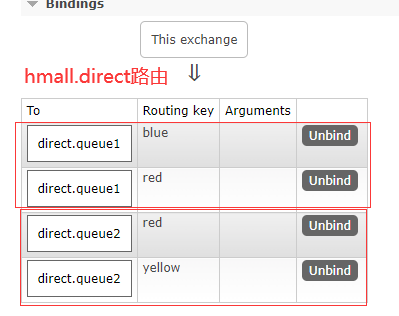 Bindings
This exchange
hmall.direct路由 ⇓
To Routing key Arguments
direct.queue1 blue Unbind
direct.queue1 red Unbind
direct.queue2 red Unbind
direct.queue2 yellow Unbind